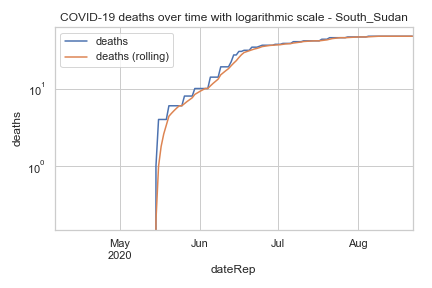 COVID-19 deaths over time with logarithmic scale - South_Sudan
deaths
deaths (rolling)
10¹
10⁰
deaths
May
2020
Jun
Jul
Aug
dateRep